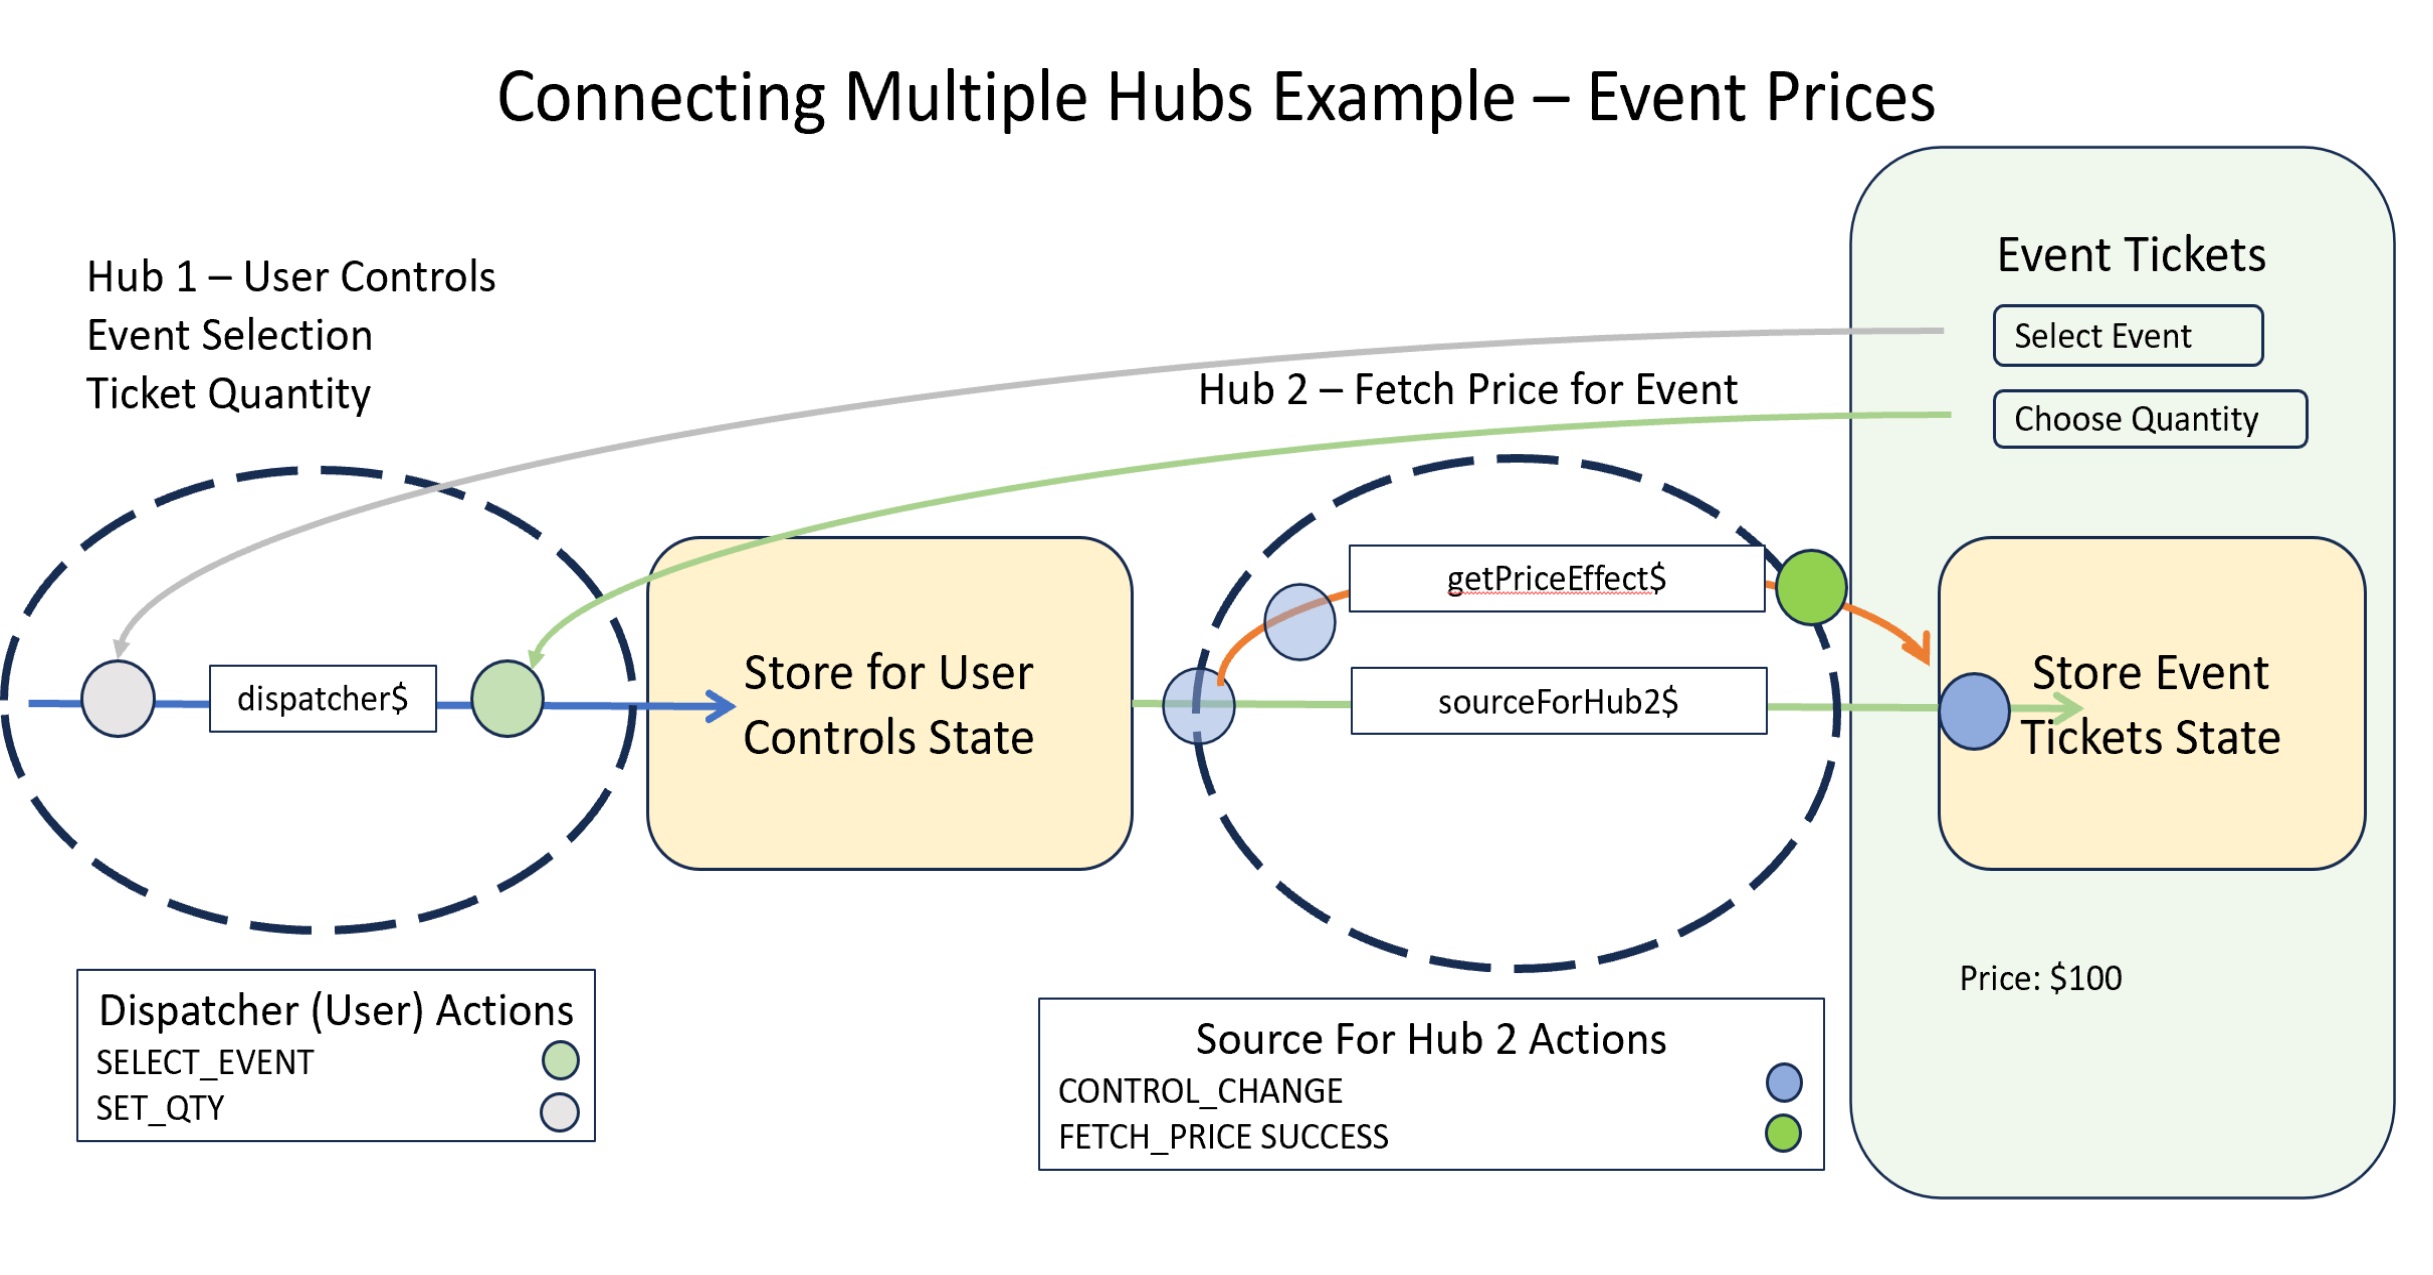 Connecting Multiple Hubs Example – Event Prices
Hub 1 – User Controls
Event Selection
Ticket Quantity
Hub 2 – Fetch Price for Event
Event Tickets
Select Event
Choose Quantity
dispatcher$
Store for User
Controls State
getPriceEffect$
sourceForHub2$
Store Event
Tickets State
Price: $100
Dispatcher (User) Actions
SELECT_EVENT
SET_QTY
Source For Hub 2 Actions
CONTROL_CHANGE
FETCH_PRICE SUCCESS